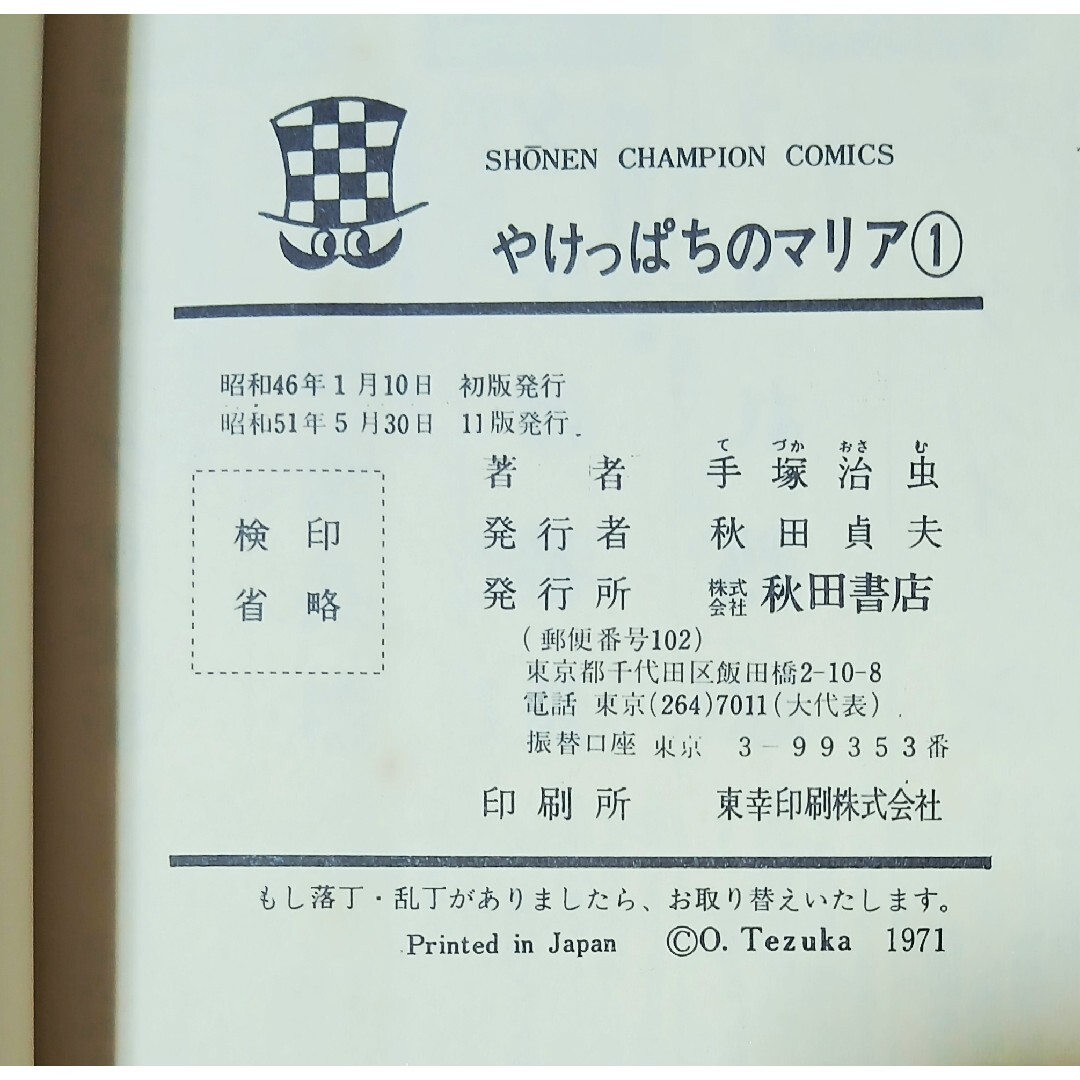 SHŌNEN CHAMPION COMICS
やけっぱちのマリア①
昭和46年1月10日 初版発行
昭和51年5月30日 11版発行
検印
省略
著者 手塚治虫
てづかおさむ
発行者 秋田貞夫
発行所 株式会社 秋田書店
(郵便番号102)
東京都千代田区飯田橋2-10-8
電話 東京(264)7011(大代表)
振替口座 東京 3-99353番
印刷所 東幸印刷株式会社
もし落丁・乱丁がありましたら、お取り替えいたします。
Printed in Japan ©O. Tezuka 1971